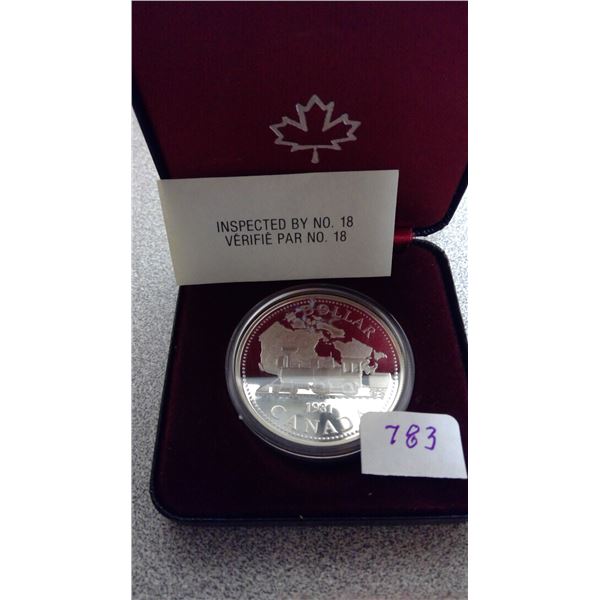 INSPECTED BY NO. 18
VÉRIFIÉ PAR NO. 18
DOLLAR
1981
CANADA
783